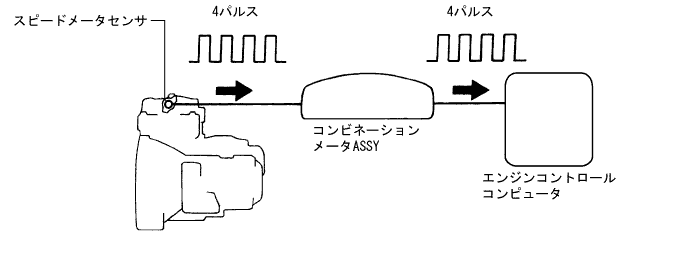 スピードメータセンサ
4パルス
4パルス
コンビネーション
メータASSY
エンジンコントロール
コンピュータ